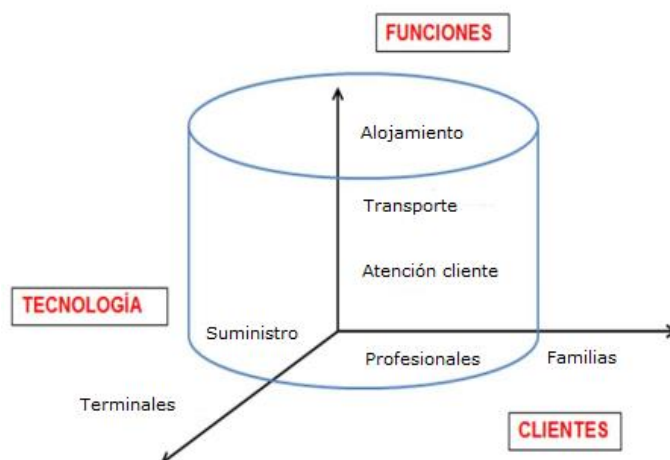 FUNCIONES
Alojamiento
Transporte
Atención cliente
TECNOLOGÍA
Suministro
Profesionales
Familias
Terminales
CLIENTES